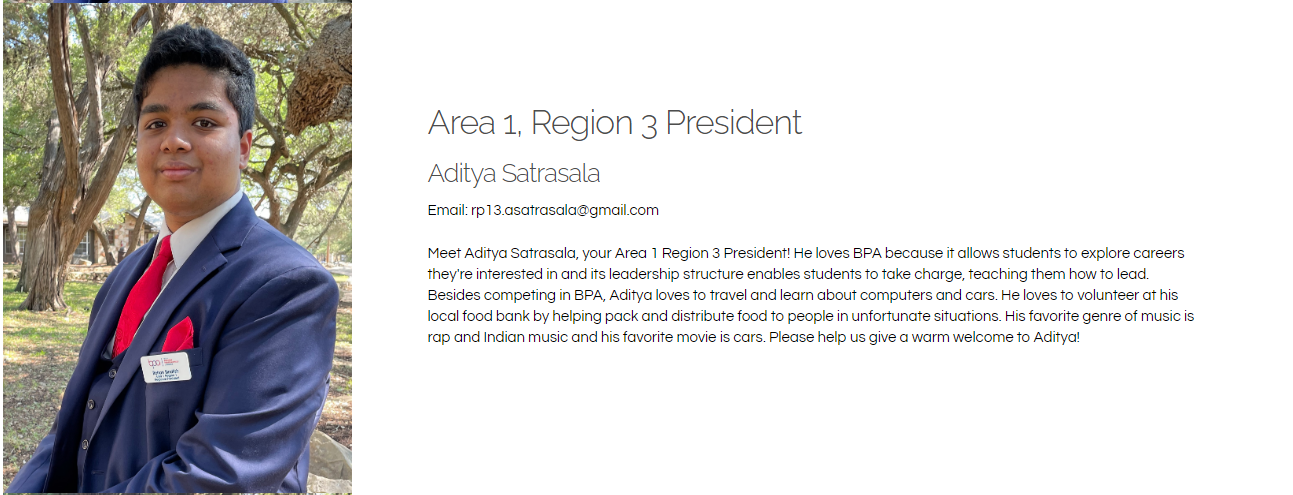 Area 1, Region 3 President
Aditya Satrasala
Email: rp13.asatrasala@gmail.com
Meet Aditya Satrasala, your Area 1 Region 3 President! He loves BPA because it allows students to explore careers
they're interested in and its leadership structure enables students to take charge, teaching them how to lead.
Besides competing in BPA, Aditya loves to travel and learn about computers and cars. He loves to volunteer at his
local food bank by helping pack and distribute food to people in unfortunate situations. His favorite genre of music is
rap and Indian music and his favorite movie is cars. Please help us give a warm welcome to Aditya!
bpa